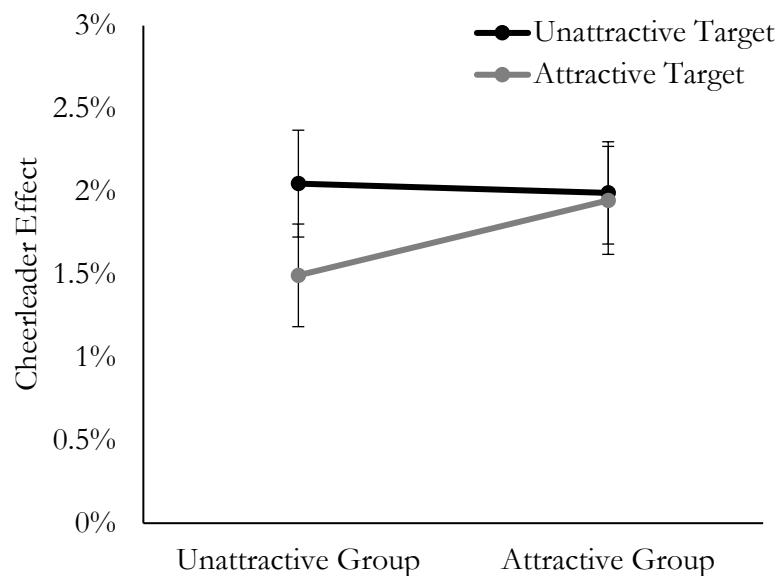 3%
Unattractive Target
Attractive Target
2.5%
2%
1.5%
1%
0.5%
0%
Cheerleader Effect
Unattractive Group
Attractive Group